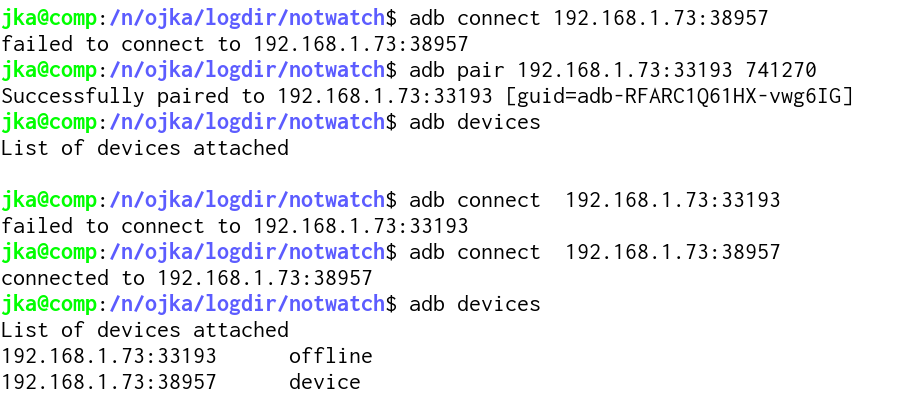 jka@comp:/n/ojka/logdir/notwatch$ adb connect 192.168.1.73:38957
failed to connect to 192.168.1.73:38957
jka@comp:/n/ojka/logdir/notwatch$ adb pair 192.168.1.73:33193 741270
Successfully paired to 192.168.1.73:33193 [guid=adb-RFARC1Q61HX-vwg6IG]
jka@comp:/n/ojka/logdir/notwatch$ adb devices
List of devices attached
jka@comp:/n/ojka/logdir/notwatch$ adb connect  192.168.1.73:33193
failed to connect to 192.168.1.73:33193
jka@comp:/n/ojka/logdir/notwatch$ adb connect  192.168.1.73:38957
connected to 192.168.1.73:38957
jka@comp:/n/ojka/logdir/notwatch$ adb devices
List of devices attached
192.168.1.73:33193      offline
192.168.1.73:38957      device